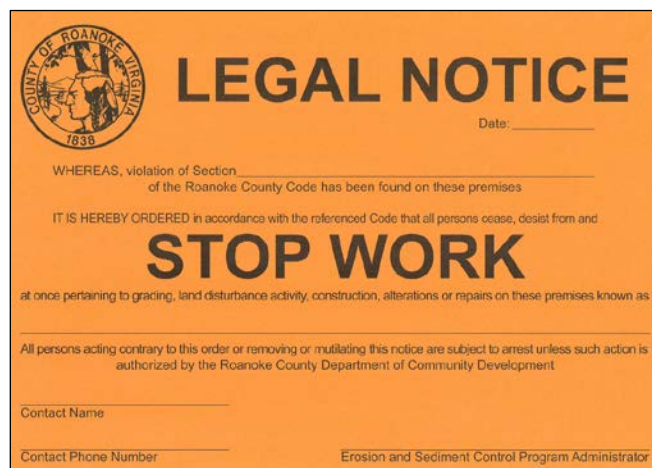 COUNTY OF ROANOKE VIRGINIA
1838
LEGAL NOTICE
Date:
WHEREAS, violation of Section
of the Roanoke County Code has been found on these premises
IT IS HEREBY ORDERED in accordance with the referenced Code that all persons cease, desist from and
STOP WORK
at once pertaining to grading, land disturbance activity, construction, alterations or repairs on these premises known as
All persons acting contrary to this order or removing or mutilating this notice are subject to arrest unless such action is
authorized by the Roanoke County Department of Community Development
Contact Name
Contact Phone Number
Erosion and Sediment Control Program Administrator